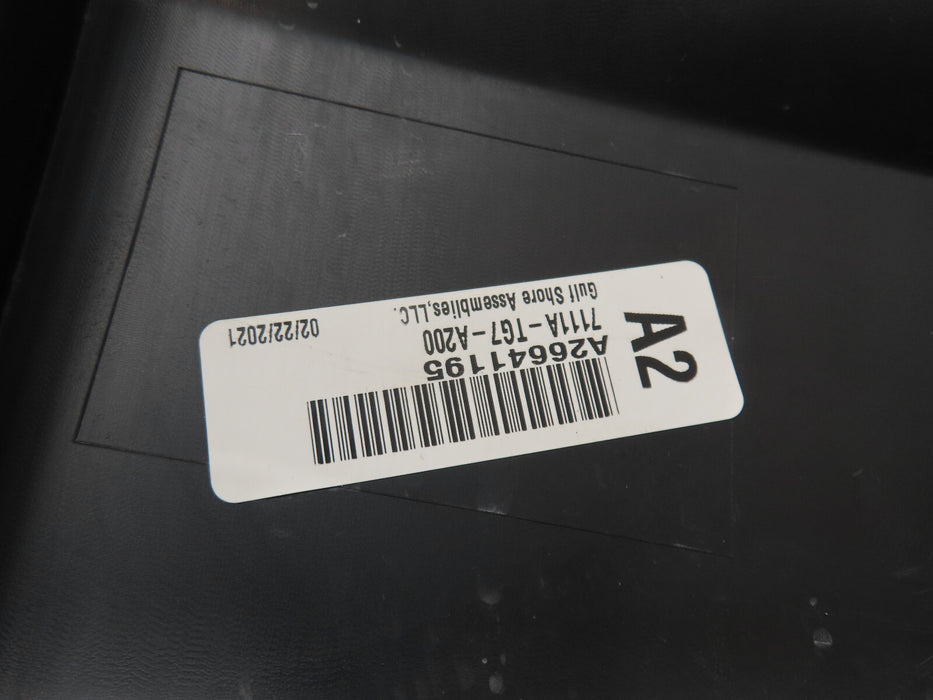 A2
A26641195
7111A-TG7-A200
Gulf Shore Assemblies,LLC.
02/22/2021